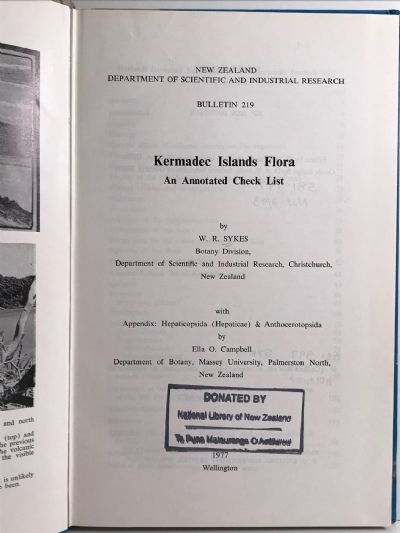 NEW ZEALAND
DEPARTMENT OF SCIENTIFIC AND INDUSTRIAL RESEARCH
BULLETIN 219
Kermadec Islands Flora
An Annotated Check List
by
W. R. SYKES
Botany Division,
Department of Scientific and Industrial Research, Christchurch,
New Zealand
with
Appendix: Hepaticopsida (Hepaticae) & Anthocerotopsida
by
Ella O. Campbell
Department of Botany, Massey University, Palmerston North,
New Zealand
DONATED BY
National Library of New Zealand
Te Puna Matauranga O Aotearoa
1977
Wellington
and north
(top) and
previous
volcanic
the visible
is unlikely
been.